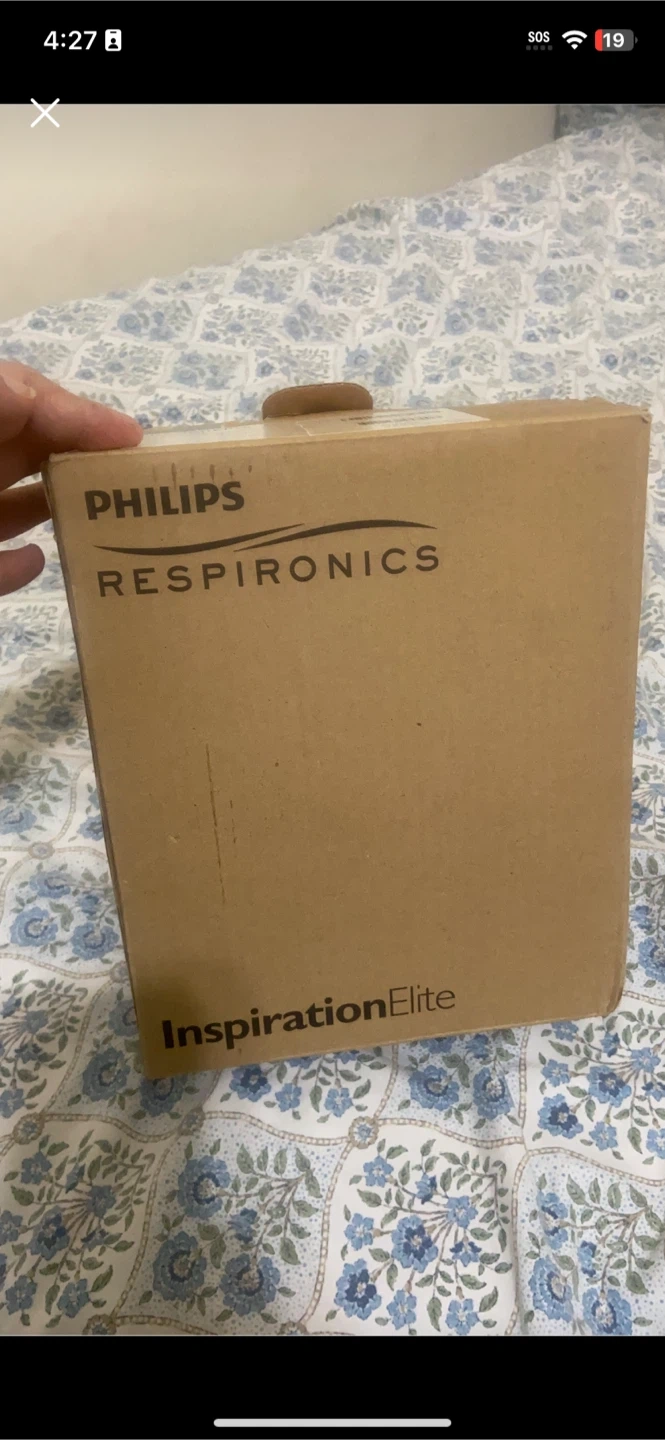 4:27
SOS
19
PHILIPS
RESPIRONICS
InspirationElite